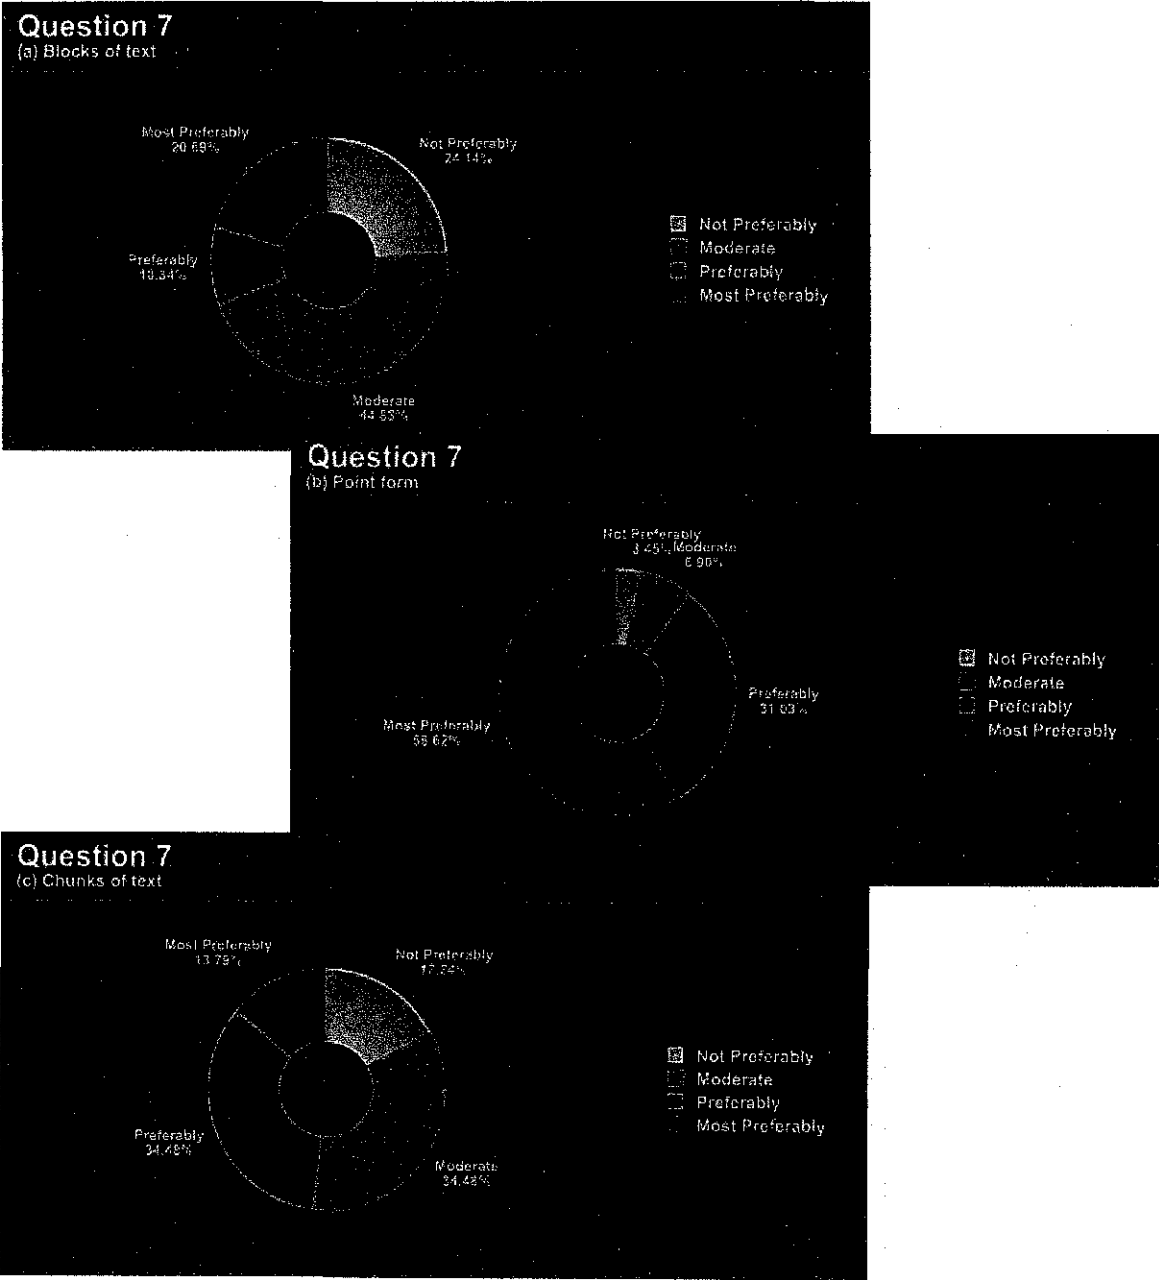 Question 7
(a) Blocks of text
Most Preferably
20.69%
Not Preferably
24.14%
Preferably
10.34%
Moderate
44.83%
Not Preferably
Moderate
Preferably
Most Preferably
Question 7
(b) Point form
Not Preferably
3.45%
Moderate
6.90%
Preferably
31.03%
Most Preferably
58.62%
Not Preferably
Moderate
Preferably
Most Preferably
Question 7
(c) Chunks of text
Most Preferably
13.79%
Not Preferably
17.24%
Preferably
34.48%
Moderate
34.48%
Not Preferably
Moderate
Preferably
Most Preferably